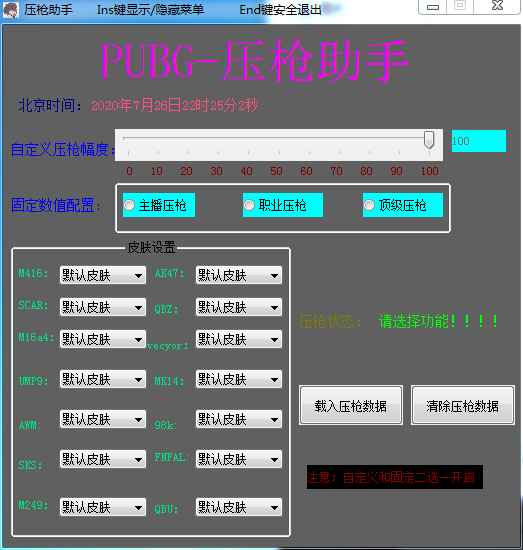 压枪助手 Ins键显示/隐藏菜单 End键安全退出
PUBG-压枪助手
北京时间：2020年7月26日22时25分2秒
自定义压枪幅度： 100
0 10 20 30 40 50 60 70 80 90 100
固定数值配置： 主播压枪 职业压枪 顶级压枪
皮肤设置
M416： 默认皮肤 AK47： 默认皮肤
SCAR： 默认皮肤 QBZ： 默认皮肤
M16a4： 默认皮肤 vecyor： 默认皮肤
压枪状态： 请选择功能！！！！
UMP9： 默认皮肤 MK14： 默认皮肤
AWM： 默认皮肤 98k： 默认皮肤
载入压枪数据 清除压枪数据
SKS： 默认皮肤 FNFAL： 默认皮肤
注意：自定义和固定二选一开启
M249： 默认皮肤 QBU： 默认皮肤